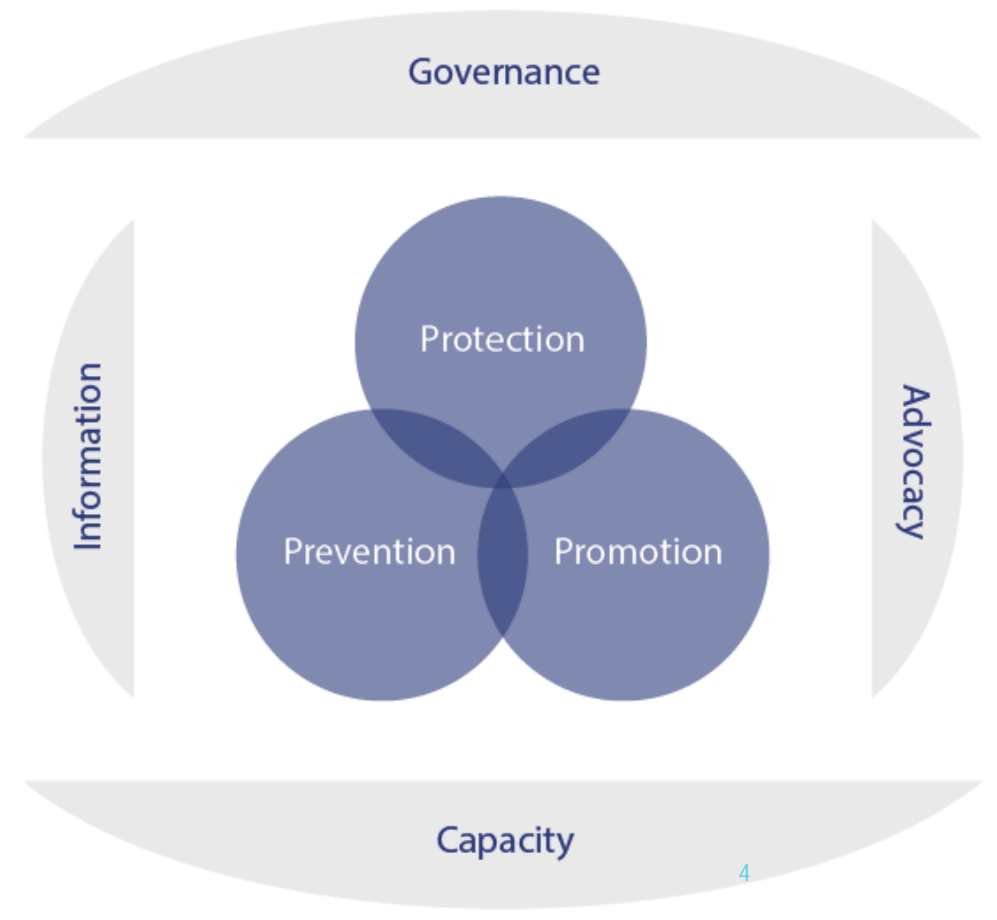 Governance
Protection
Information
Advocacy
Prevention
Promotion
Capacity
4